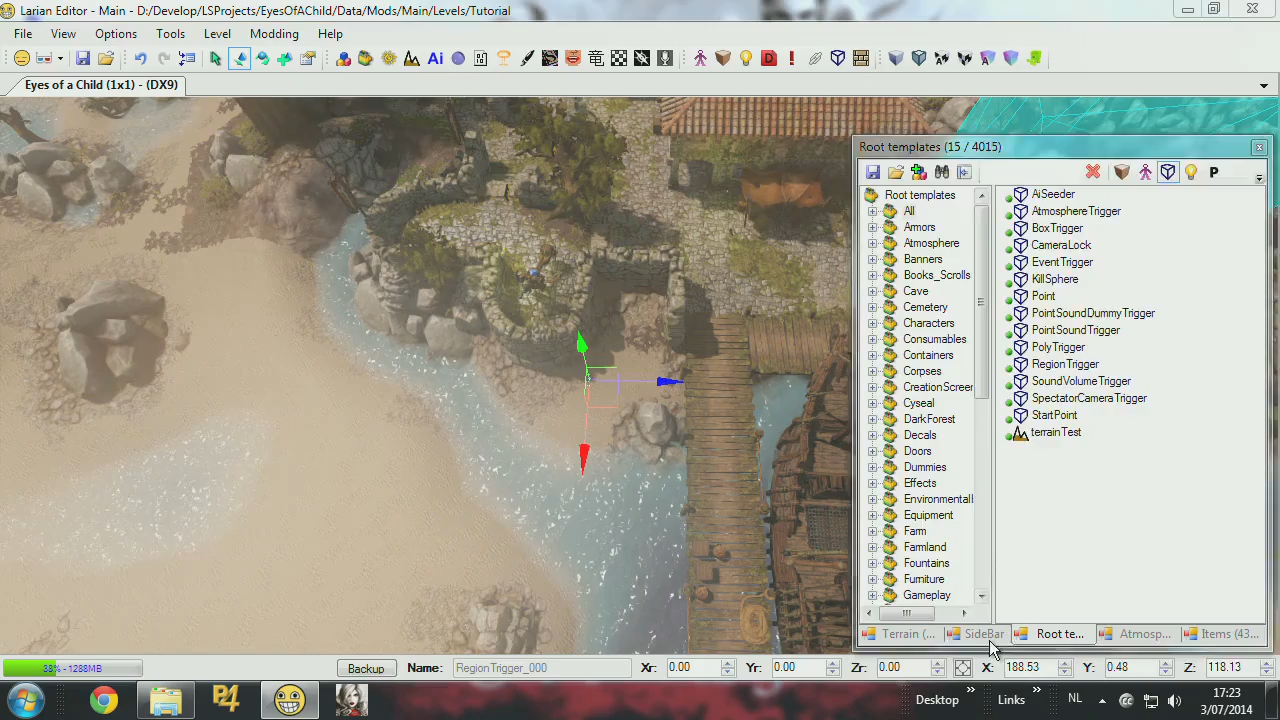 Larian Editor - Main - D:/Develop/LSProjects/EyesOfAChild/Data/Mods/Main/Levels/Tutorial
File View Options Tools Level Modding Help
Ai D ! A A
Eyes of a Child (1x1) - (DX9)
Root templates (15 / 4015)
P
Root templates
All
Amors
Atmosphere
Banners
Books_Scrolls
Cave
Cemetery
Characters
Consumables
Containers
Corpses
CreationScreen
Cyseal
DarkForest
Decals
Doors
Dummies
Effects
Environmental
Equipment
Farm
Farmland
Fountains
Furniture
Gameplay
AiSeeder
AtmosphereTrigger
BoxTrigger
CameraLock
EventTrigger
KillSphere
Point
PointSoundDummyTrigger
PointSoundTrigger
PolyTrigger
RegionTrigger
SoundVolumeTrigger
SpectatorCameraTrigger
StartPoint
terrainTest
Terrain (... SideBar Root te... Atmosp... Items (43...
38% - 1288MB Backup Name: RegionTrigger_000 Xr: 0.00 Yr: 0.00 Zr: 0.00 X: 188.53 Y: 0.48 Z: 118.13
P4 Desktop » Links » NL 17:23
3/07/2014